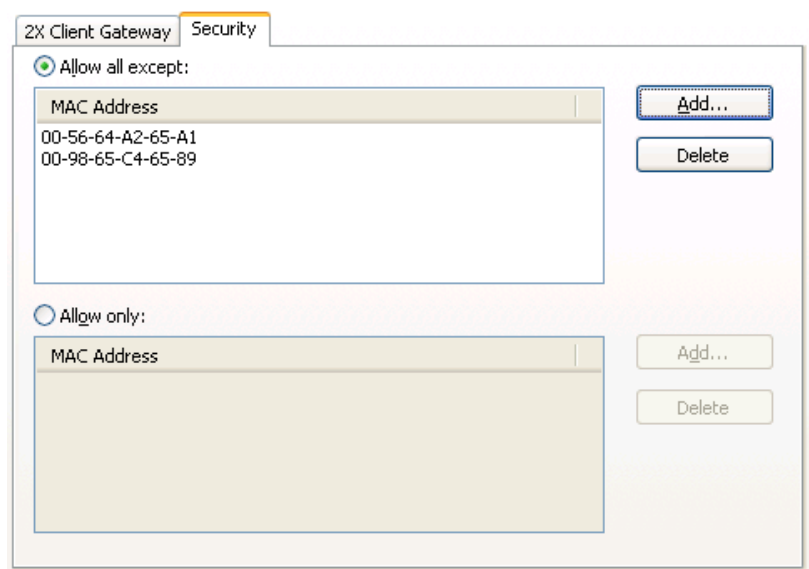 2X Client Gateway Security
Allow all except:
MAC Address
Add...
00-56-64-A2-65-A1
00-98-65-C4-65-89
Delete
Allow only:
MAC Address
Add...
Delete